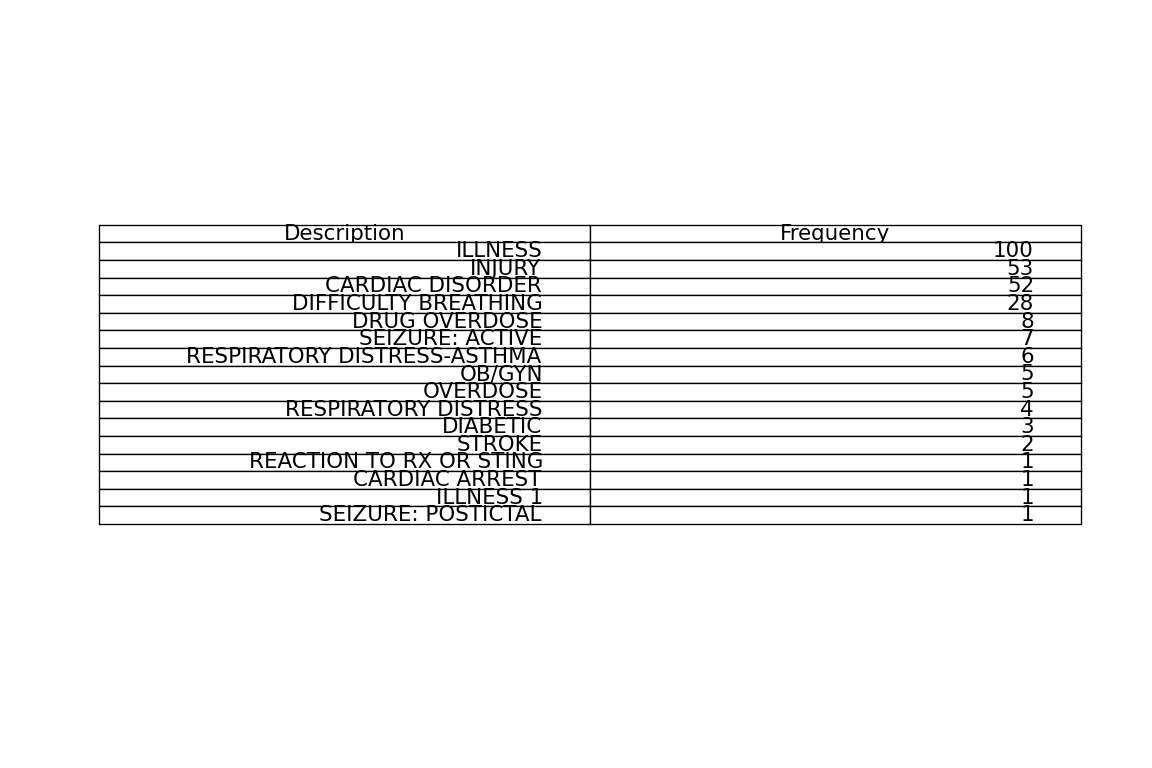 Description Frequency
ILLNESS 100
INJURY 53
CARDIAC DISORDER 52
DIFFICULTY BREATHING 28
DRUG OVERDOSE 8
SEIZURE: ACTIVE 7
RESPIRATORY DISTRESS-ASTHMA 6
OB/GYN 5
OVERDOSE 5
RESPIRATORY DISTRESS 4
DIABETIC 3
STROKE 2
REACTION TO RX OR STING 1
CARDIAC ARREST 1
ILLNESS 1 1
SEIZURE: POSTICTAL 1